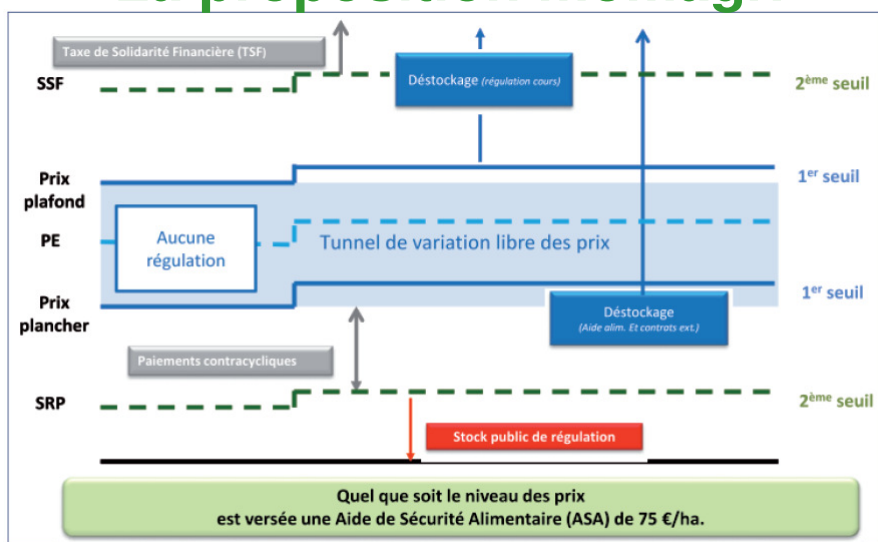 La proposition momagri
Taxe de Solidarité Financière (TSF)
SSF
Déstockage (régulation cours)
2ème seuil
Prix
plafond
1er seuil
PE
Aucune
régulation
Tunnel de variation libre des prix
Prix
plancher
1er seuil
Déstockage
(Aide alim. Et contrats ext.)
Paiements contracycliques
SRP
2ème seuil
Stock public de régulation
Quel que soit le niveau des prix
est versée une Aide de Sécurité Alimentaire (ASA) de 75 €/ha.